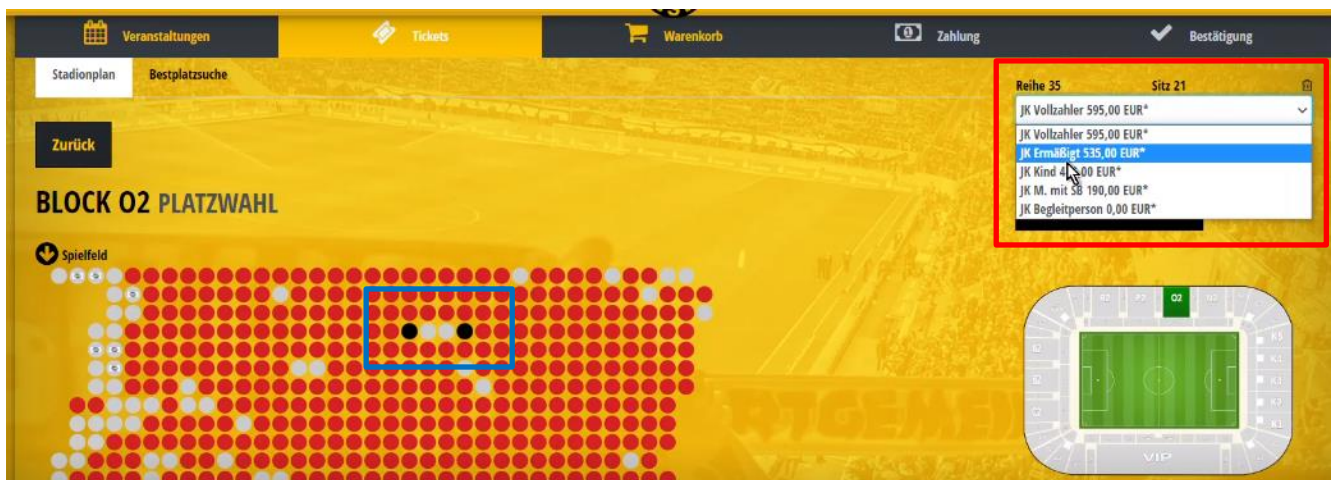 Veranstaltungen
Tickets
Warenkorb
Zahlung
Bestätigung
Stadionplan
Bestplatzsuche
Zurück
BLOCK O2 PLATZWAHL
Spielfeld
Reihe 35 Sitz 21
JK Vollzahler 595,00 EUR*
JK Vollzahler 595,00 EUR*
JK Ermäßigt 535,00 EUR*
JK Kind ,00 EUR*
JK M. mit SB 190,00 EUR*
JK Begleitperson 0,00 EUR*
O2
VIP